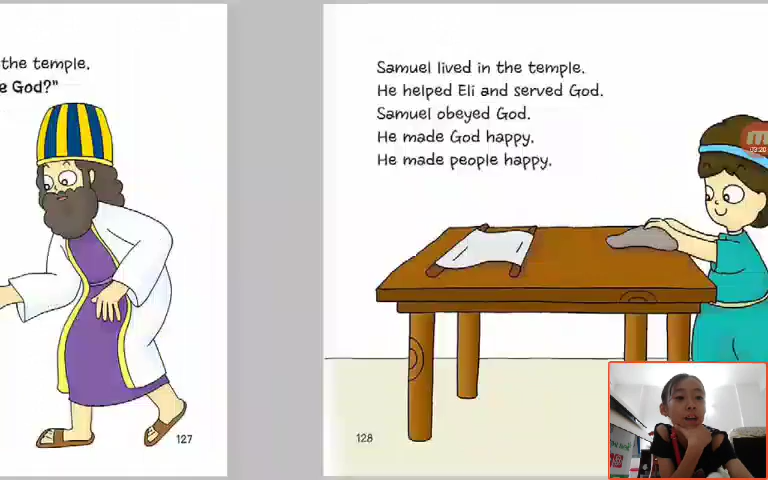 the temple.
e God?"
127
Samuel lived in the temple.
He helped Eli and served God.
Samuel obeyed God.
He made God happy.
He made people happy.
128